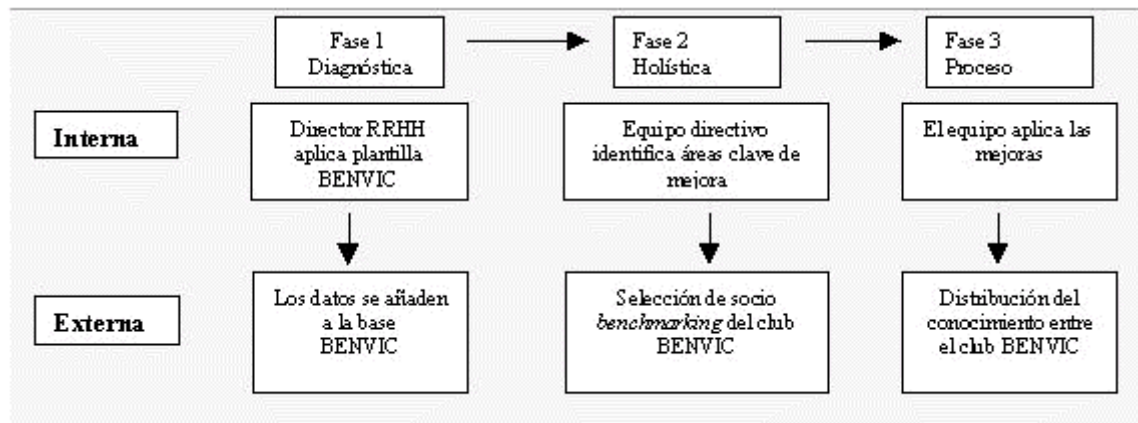 Fase 1
Diagnóstica
Fase 2
Holística
Fase 3
Proceso
Interna
Director RRHH
aplica plantilla
BENVIC
Equipo directivo
identifica áreas clave de
mejora
El equipo aplica las
mejoras
Externa
Los datos se añaden
a la base
BENVIC
Selección de socio
benchmarking del club
BENVIC
Distribución del
conocimiento entre
el club BENVIC